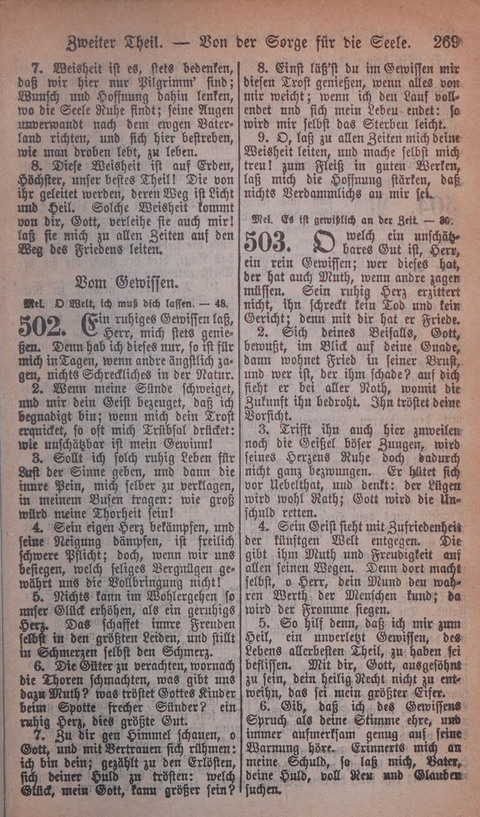 Zweiter Theil. — Von der Sorge für die Seele. 269
7. Weisheit ist es, stets bedenken,
daß wir hier nur Pilgrimm' sind;
Wunsch und Hoffnung dahin lenken,
wo die Seele Ruhe findt; seine Augen
unverwandt nach dem ewgen Vater-
land richten, und sich hier bestreben,
wie man droben lebt, zu leben.
8. Diese Weisheit ist auf Erden,
Höchster, unser bestes Theil! Die von
ihr geleitet werden, deren Weg ist Licht
und Heil. Solche Weisheit kommt
von dir, Gott, verleihe sie auch mir!
laß sie mich zu allen Zeiten auf den
Weg des Friedens leiten.
Vom Gewissen.
Mel. O Welt, ich muß dich lassen. — 48.
502. Ein ruhiges Gewissen laß,
Herr, mich stets genie-
ßen. Denn hab ich dieses nur, so ist für
mich in Tagen, wenn andre ängstlich za-
gen, nichts Schreckliches in der Natur.
2. Wenn meine Sünde schweiget,
und mir dein Geist bezeuget, daß ich
begnadigt bin; wenn mich dein Trost
erquicket, so oft mich Trübsal drücket:
wie unschätzbar ist mein Gewinn!
3. Sollt ich solch ruhig Leben für
Lust der Sinne geben, und dann die
innre Pein, mich selber zu verklagen,
in meinem Busen tragen: wie groß
würd meine Thorheit sein!
4. Sein eigen Herz bekämpfen, und
seine Neigung dämpfen, ist freilich
schwere Pflicht; doch, wenn wir uns
besiegen, welch seliges Vergnügen ge-
währt uns die Vollbringung nicht!
5. Nichts kann im Wohlergehen so
unser Glück erhöhen, als ein geruhigs
Herz. Das schaffet innre Freuden
selbst in den größten Leiden, und stillt
in Schmerzen selbst den Schmerz.
6. Die Güter zu verachten, wornach
die Thoren schmachten, was gibt uns
dazu Muth? was tröstet Gottes Kinder
beim Spotte frecher Sünder? ein
ruhig Herz, dies größte Gut.
7. Zu dir gen Himmel schauen, o
Gott, und mit Vertrauen sich rühmen:
ich bin dein; gezählt zu den Erlösten,
sich deiner Huld zu trösten: welch
Glück, mein Gott, kann größer sein?
8. Einst läß'st du im Gewissen mir
diesen Trost genießen, wenn alles von
mir weicht; wenn ich den Lauf voll-
endet und sich mein Leben endet: so
wird mir selbst das Sterben leicht.
9. O, laß zu allen Zeiten mich deine
Weisheit leiten, und mache selbst mich
treu! zum Fleiß in guten Werken,
laß mich die Hoffnung stärken, daß
nichts Verdammlichs an mir sei.
Mel. Es ist gewißlich an der Zeit. — 30.
503. O welch ein unschätz-
bares Gut ist, Herr,
ein rein Gewissen; wer dieses hat,
der hat auch Muth, wenn andre zagen
müssen. Sein ruhig Herz erzittert
nicht, ihn schreckt kein Tod und kein
Gericht; denn mit dir hat er Friede.
2. Sich deines Beifalls, Gott,
bewußt, im Blick auf deine Gnade,
dann wohnet Fried in seiner Brust,
und wer ist, der ihm schade? auf dich
sieht er bei aller Noth, womit die
Zukunft ihn bedroht. Ihn tröstet deine
Vorsicht.
3. Trifft ihn auch hier zuweilen
noch die Geißel böser Zungen, wird
seines Herzens Ruhe doch dadurch
nicht ganz bezwungen. Er hütet sich
vor Uebelthat, und denkt: der Lügen
wird wohl Rath; Gott wird die Un-
schuld retten.
4. Sein Geist sieht mit Zufriedenheit
der künftgen Welt entgegen. Die
gibt ihm Muth und Freudigkeit auf
allen seinen Wegen. Denn dort macht
selbst, o Herr, dein Mund den wah-
ren Werth der Menschen kund; da
wird der Fromme siegen.
5. So hilf denn, daß ich mir zum
Heil, ein unverletzt Gewissen, des
Lebens allerbesten Theil, zu haben sei
beflissen. Mit dir, Gott, ausgesöhnt
zu sein, dein heilig Recht nicht zu ent-
weihn, das sei mein größter Eifer.
6. Gib, daß ich des Gewissens
Spruch als deine Stimme ehre, und
immer aufmerksam genug auf seine
Warnung höre. Erinnerts mich an
meine Schuld, so laß mich, Vater,
deine Huld, voll Reu und Glauben
suchen.